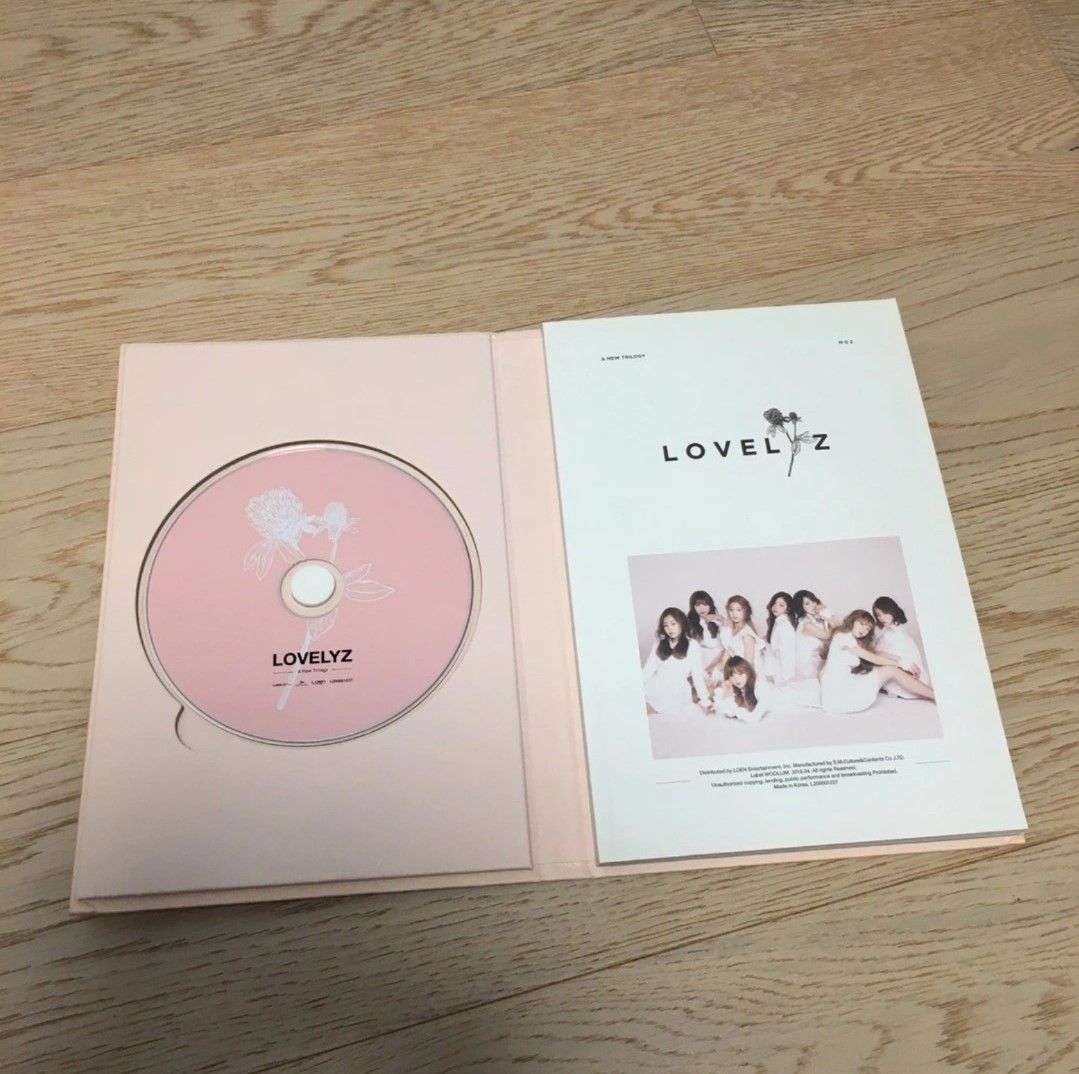 LOVELYZ
A New Trilogy
A NEW TRILOGY
LOVELYZ
Distributed by LOEN Entertainment, Inc. Manufactured by S.M.Culture&Contents Co.,LTD.
Label WOOLLIM. 2016.04. All rights Reserved.
Unauthorized copying, lending, public performance and broadcasting Prohibited.
Made in Korea. L200001237